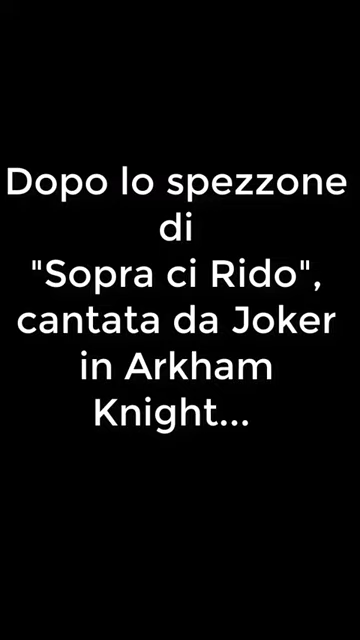 Dopo lo spezzone
di
"Sopra ci Rido",
cantata da Joker
in Arkham
Knight...